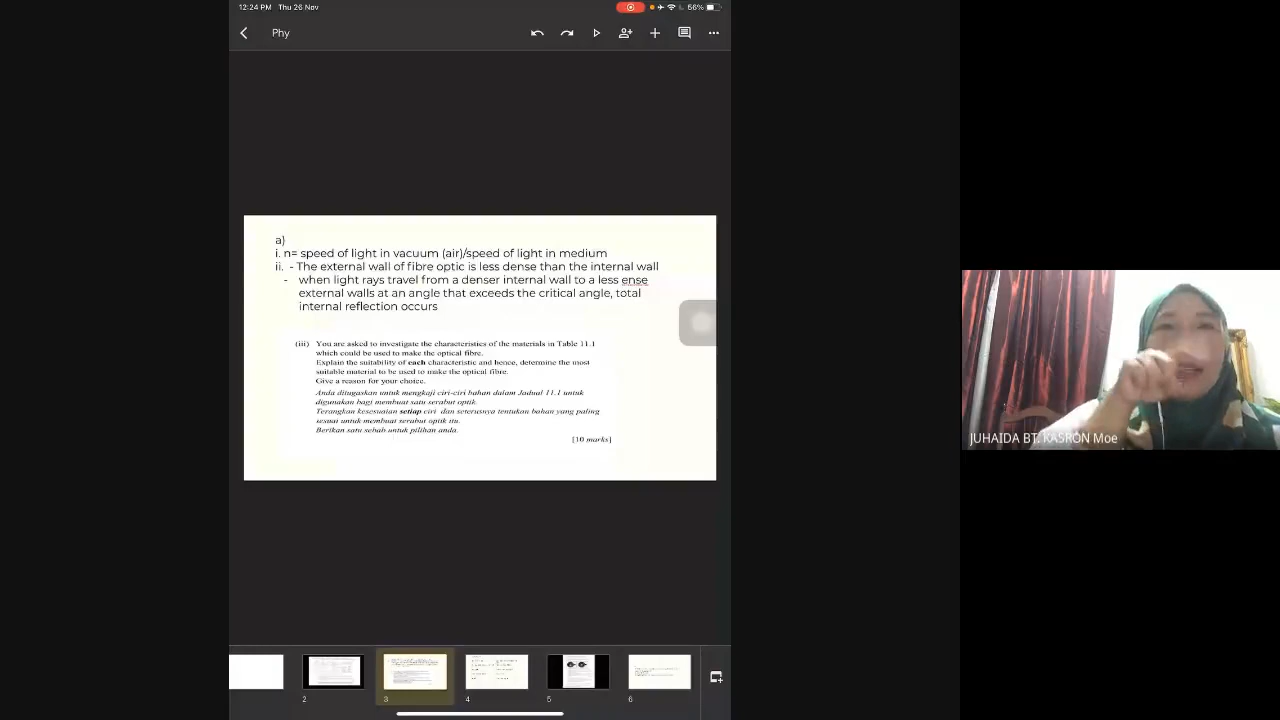 12:24 PM Thu 26 Nov
56%
Phy
a)
i. n= speed of light in vacuum (air)/speed of light in medium
ii. - The external wall of fibre optic is less dense than the internal wall
- when light rays travel from a denser internal wall to a less ense
external walls at an angle that exceeds the critical angle, total
internal reflection occurs
(iii) You are asked to investigate the characteristics of the materials in Table 11.1
which could be used to make the optical fibre.
Explain the suitability of each characteristic and hence, determine the most
suitable material to be used to make the optical fibre.
Give a reason for your choice.
Anda ditugaskan untuk mengkaji ciri-ciri bahan dalam Jadual 11.1 untuk
digunakan bagi membuat satu serabut optik.
Terangkan kesesuaian setiap ciri dan seterusnya tentukan bahan yang paling
sesuai untuk membuat serabut optik itu.
Berikan satu sebab untuk pilihan anda.
[10 marks]
JUHAIDA BT. KASRON Moe
2
3
4
5
6